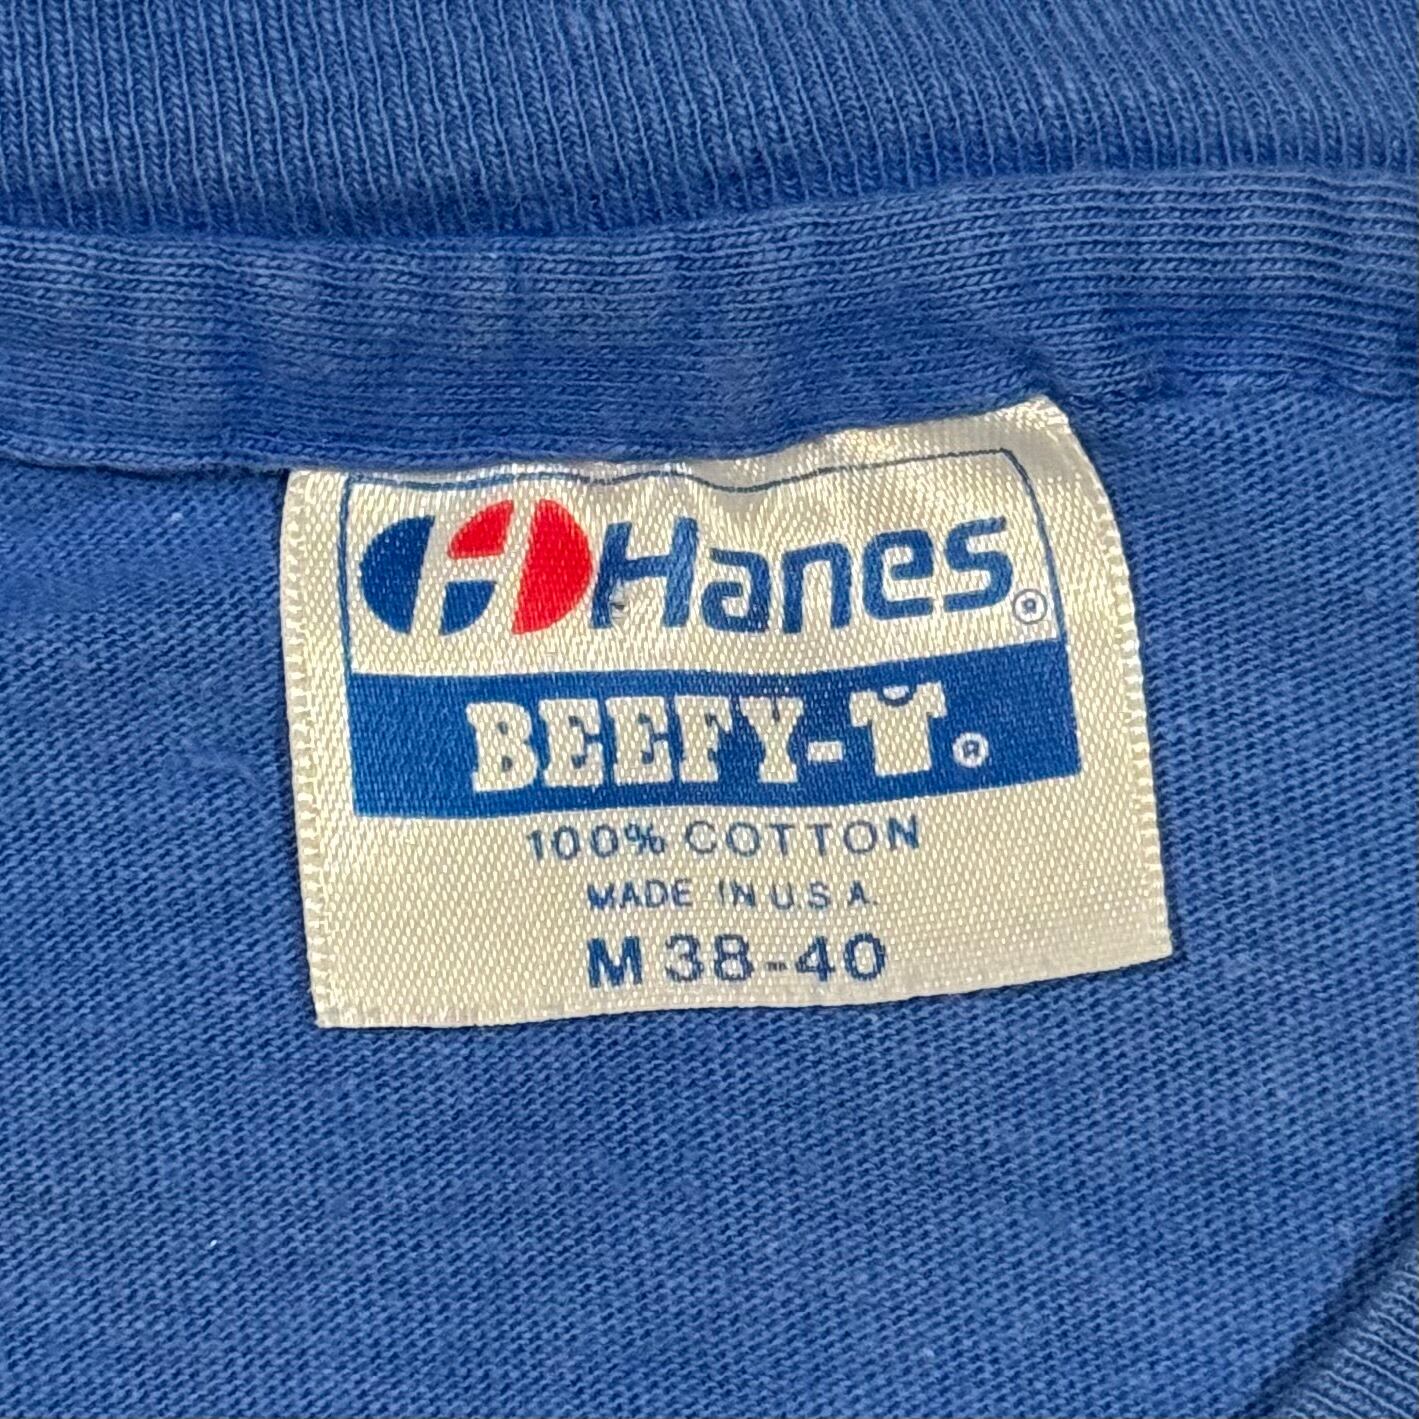 Hanes®
BEEFY-T®
100% COTTON
MADE IN U.S.A.
M 38-40